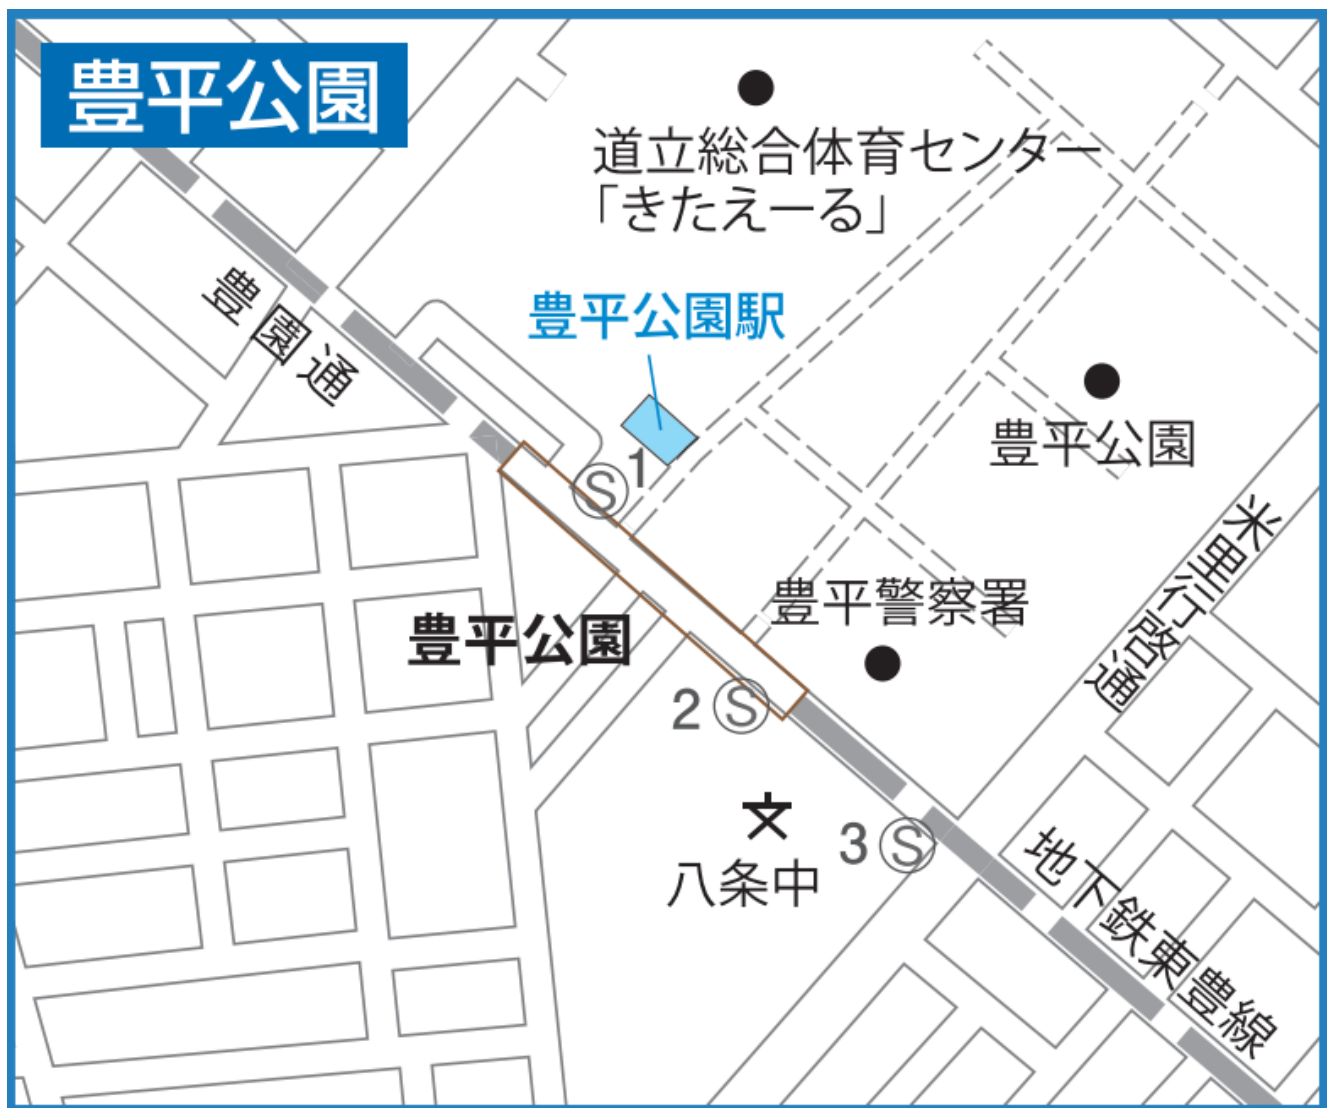 豊平公園
道立総合体育センター
「きたえーる」
豊園通
豊平公園駅
豊平公園
1
Ⓢ
米里行啓通
豊平警察署
豊平公園
2
Ⓢ
八条中
3
Ⓢ
地下鉄東豊線